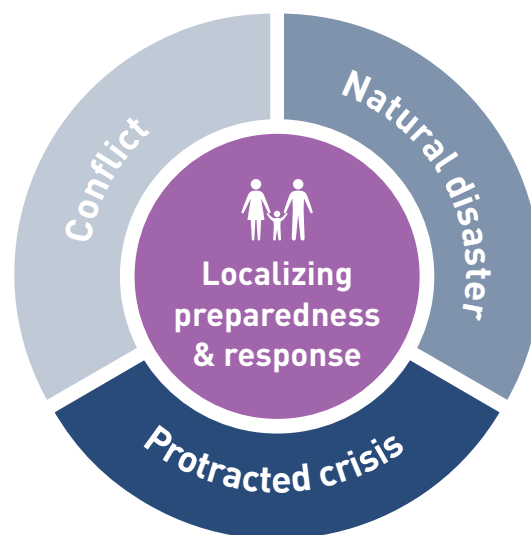 Conflict
Natural disaster
Localizing
preparedness
& response
Protracted crisis